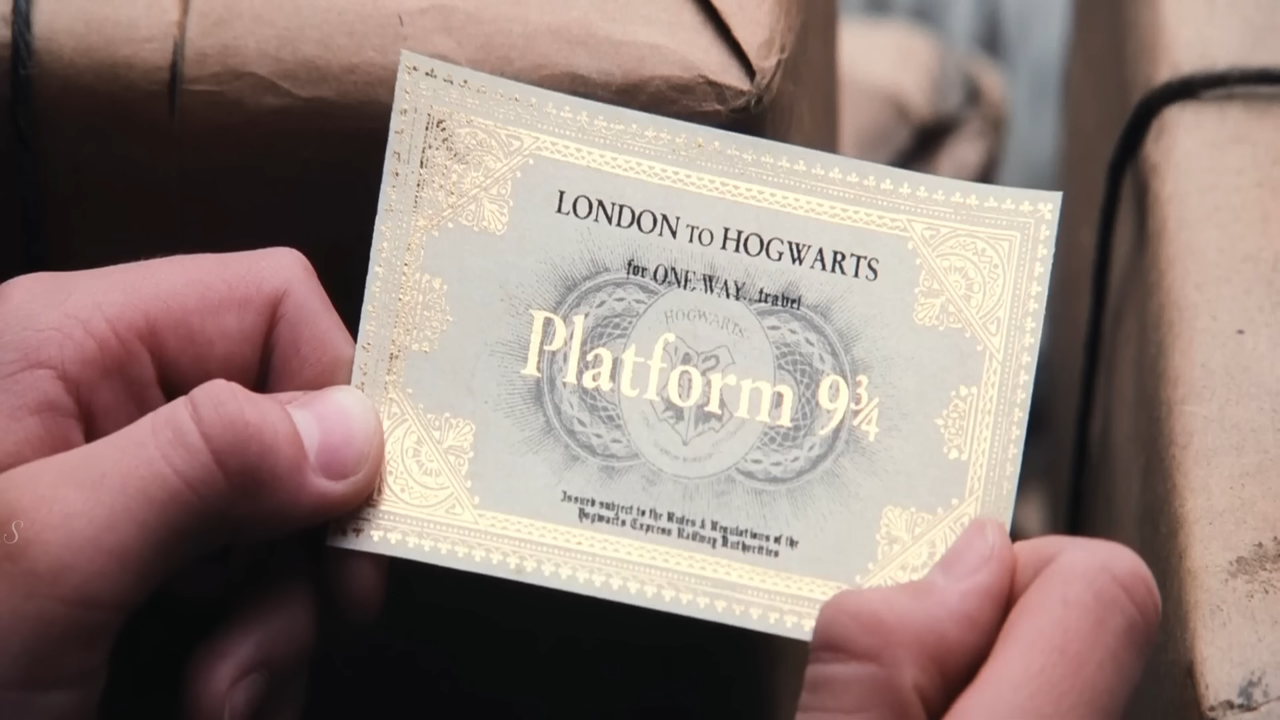 LONDON TO HOGWARTS
for ONE WAY travel
HOGWARTS
Platform 9¾
Issued subject to the Rules & Regulations of the
Hogwarts Express Railway Authorities
S